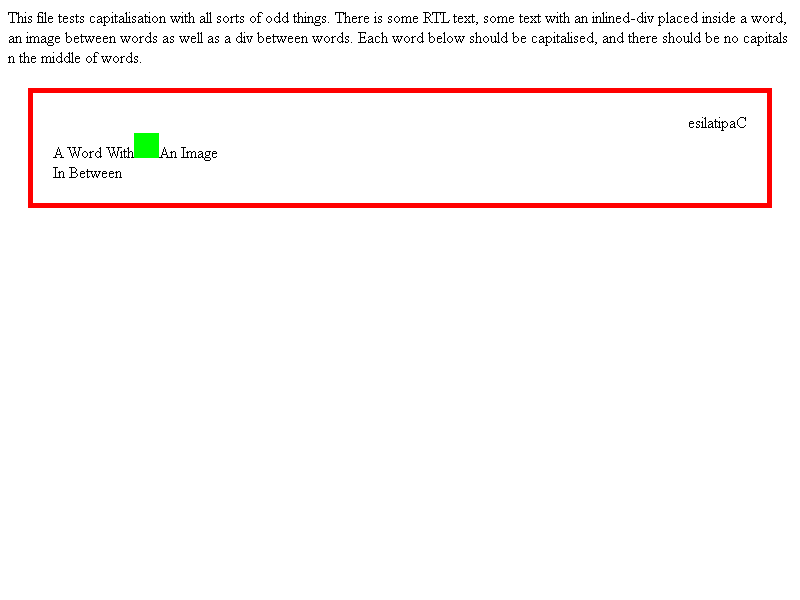 This file tests capitalisation with all sorts of odd things. There is some RTL text, some text with an inlined-div placed inside a word,
an image between words as well as a div between words. Each word below should be capitalised, and there should be no capitals
n the middle of words.
esilatipaC
A Word With An Image
In Between